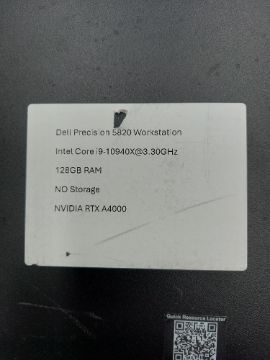 Dell Precision 5820 Workstation
Intel Core i9-10940X@3.30GHz
128GB RAM
NO Storage
NVIDIA RTX A4000
Quick Resource Locator